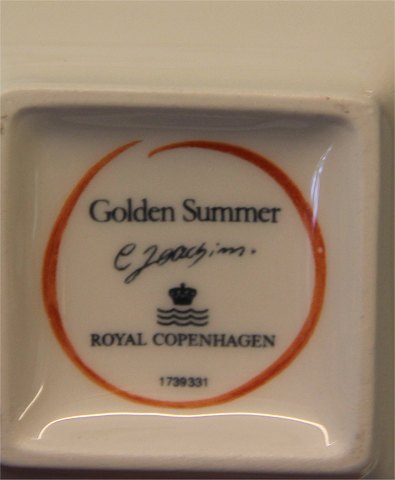 Golden Summer
C Joachim.
ROYAL COPENHAGEN
1739331